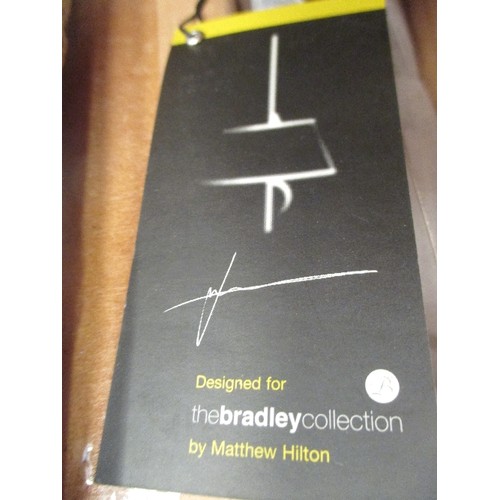 Designed for
thebradleycollection
by Matthew Hilton